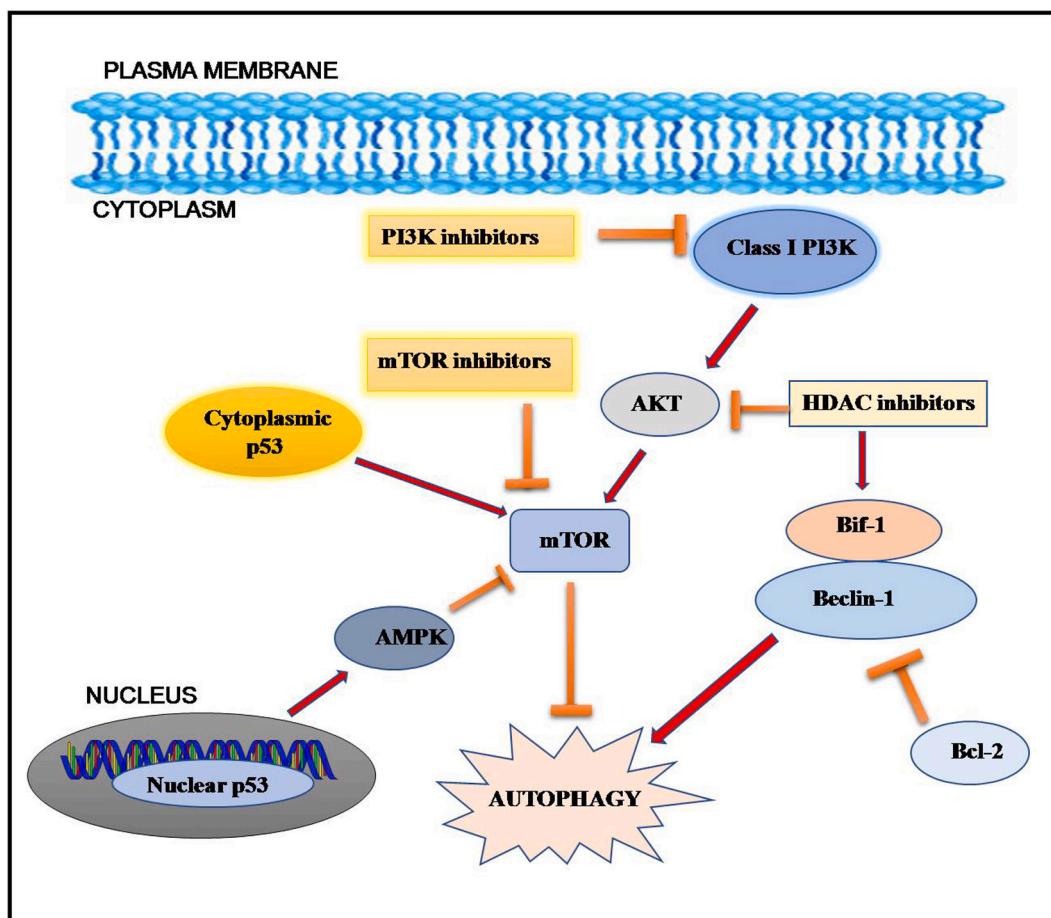 PLASMA MEMBRANE
CYTOPLASM
PI3K inhibitors
Class I PI3K
mTOR inhibitors
AKT
HDAC inhibitors
Cytoplasmic
p53
mTOR
Bif-1
Beclin-1
AMPK
NUCLEUS
Nuclear p53
AUTOPHAGY
Bcl-2